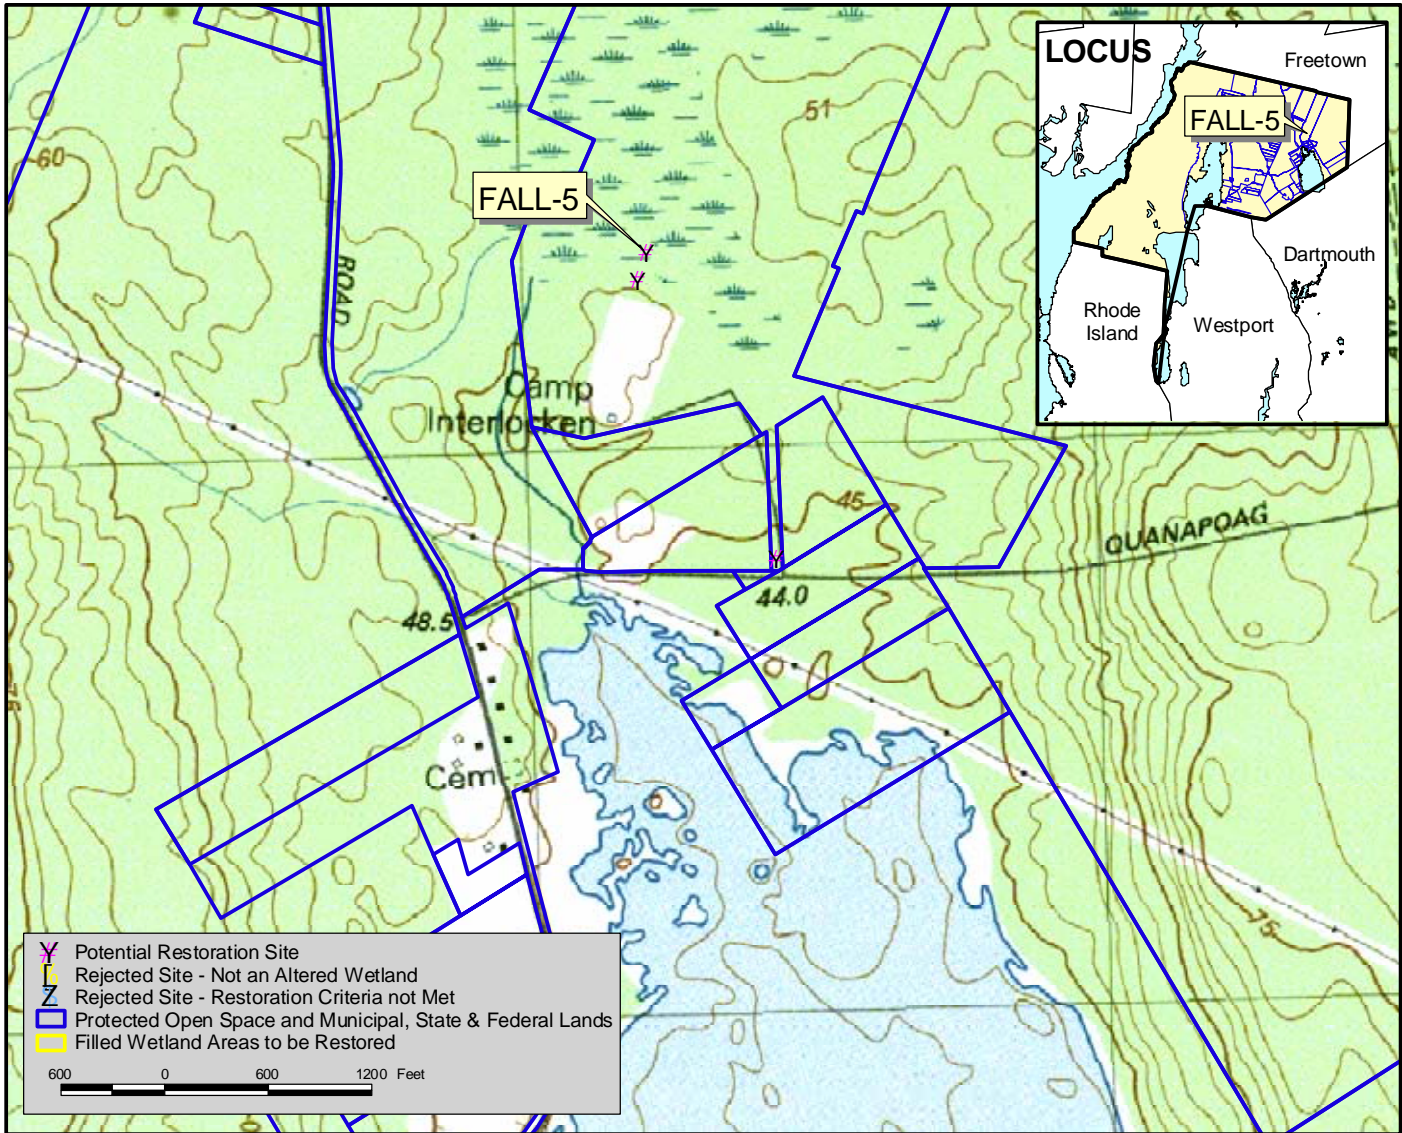 LOCUS
Freetown
FALL-5
Dartmouth
Rhode
Island
Westport
51
60
FALL-5
ROAD
Camp
Interlocken
45
QUANAPOAG
48.5
44.0
Cem
75
Potential Restoration Site
Rejected Site - Not an Altered Wetland
Rejected Site - Restoration Criteria not Met
Protected Open Space and Municipal, State & Federal Lands
Filled Wetland Areas to be Restored
600 0 600 1200 Feet